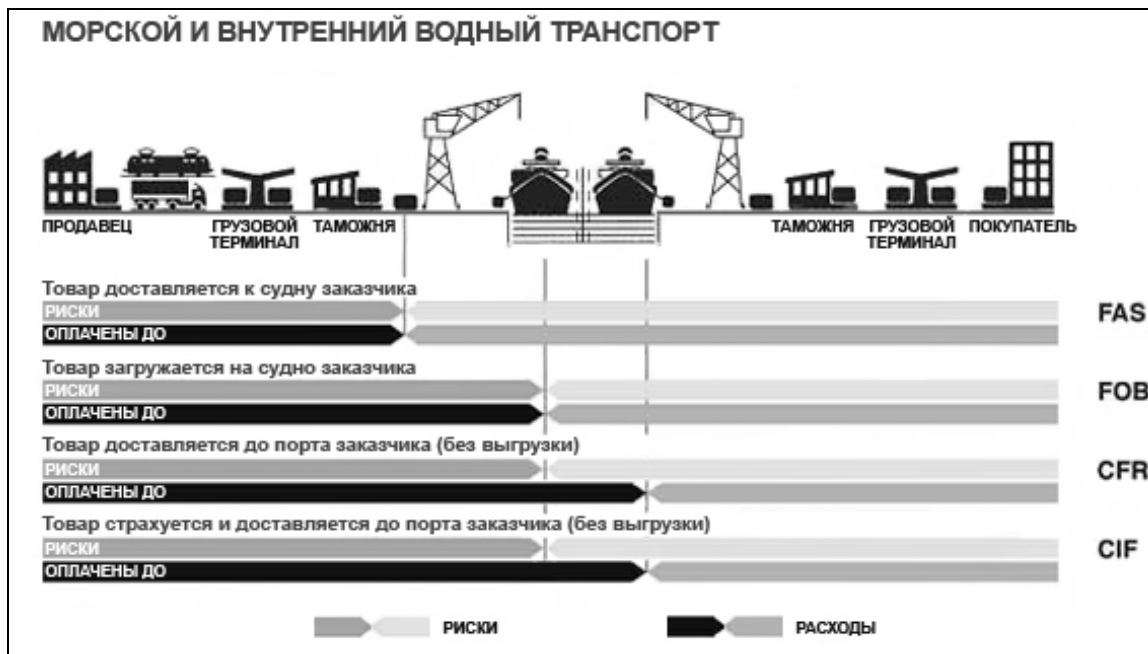 МОРСКОЙ И ВНУТРЕННИЙ ВОДНЫЙ ТРАНСПОРТ
ПРОДАВЕЦ
ГРУЗОВОЙ
ТЕРМИНАЛ
ТАМОЖНЯ
ТАМОЖНЯ
ГРУЗОВОЙ
ТЕРМИНАЛ
ПОКУПАТЕЛЬ
Товар доставляется к судну заказчика
РИСКИ
ОПЛАЧЕНЫ ДО
FAS
Товар загружается на судно заказчика
РИСКИ
ОПЛАЧЕНЫ ДО
FOB
Товар доставляется до порта заказчика (без выгрузки)
РИСКИ
ОПЛАЧЕНЫ ДО
CFR
Товар страхуется и доставляется до порта заказчика (без выгрузки)
РИСКИ
ОПЛАЧЕНЫ ДО
CIF
РИСКИ
РАСХОДЫ